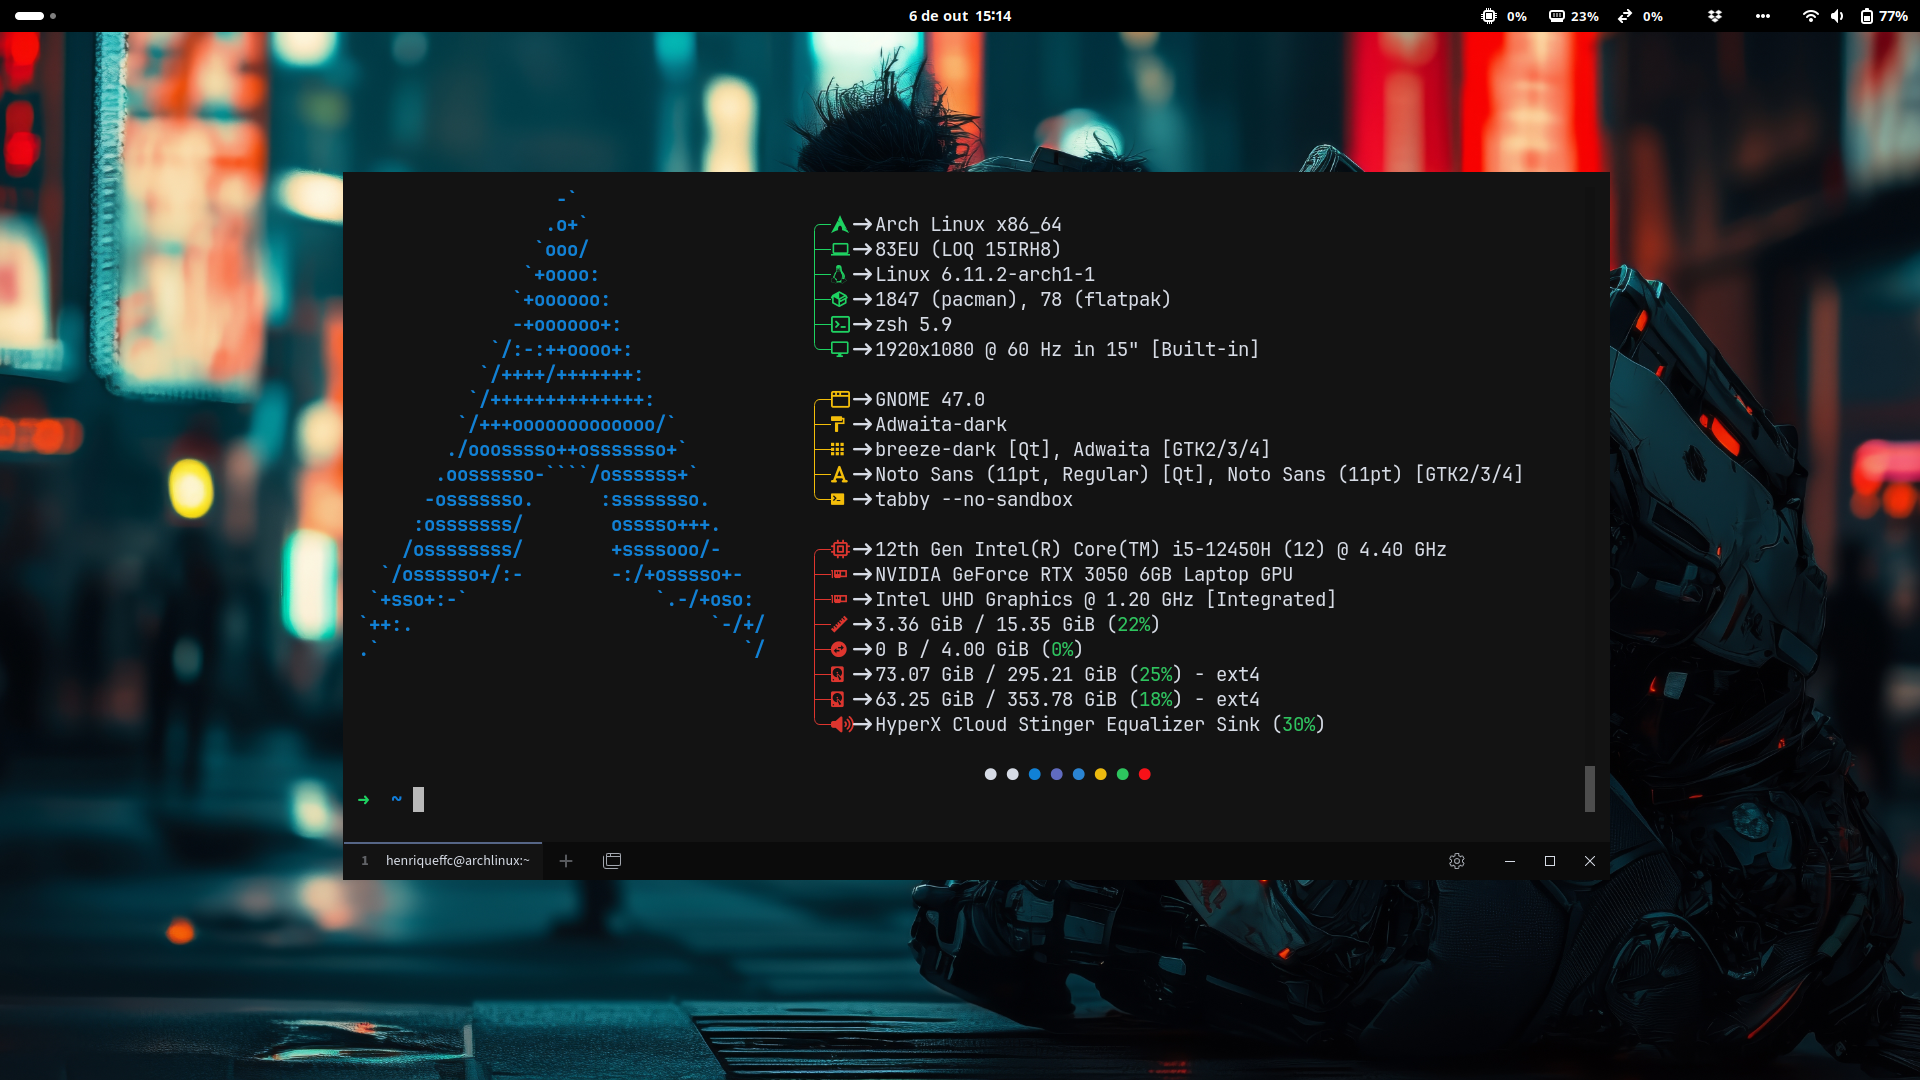 6 de out 15:14
0%
23%
0%
77%
-`
.o+`
`ooo/
`+oooo:
`+oooooo:
-+oooooo+:
`/:-:++oooo+:
`/++++/+++++++:
`/++++++++++++++:
`/+++ooooooooooooo/`
./ooosssso++osssssso+`
.oossssso-````/ossssss+`
-osssssso.      :ssssssso.
:osssssss/        osssso+++.
/ossssssss/        +ssssooo/-
`/ossssso+/:-        -:/+osssso+-
`+sso+:-`                 `.-/+oso:
`++:.                           `-/+/
.`                                 `/
Arch Linux x86_64
83EU (LOQ 15IRH8)
Linux 6.11.2-arch1-1
1847 (pacman), 78 (flatpak)
zsh 5.9
1920x1080 @ 60 Hz in 15" [Built-in]
GNOME 47.0
Adwaita-dark
breeze-dark [Qt], Adwaita [GTK2/3/4]
Noto Sans (11pt, Regular) [Qt], Noto Sans (11pt) [GTK2/3/4]
tabby --no-sandbox
12th Gen Intel(R) Core(TM) i5-12450H (12) @ 4.40 GHz
NVIDIA GeForce RTX 3050 6GB Laptop GPU
Intel UHD Graphics @ 1.20 GHz [Integrated]
3.36 GiB / 15.35 GiB (22%)
0 B / 4.00 GiB (0%)
73.07 GiB / 295.21 GiB (25%) - ext4
63.25 GiB / 353.78 GiB (18%) - ext4
HyperX Cloud Stinger Equalizer Sink (30%)
➜ ~
1 henriqueffc@archlinux:~